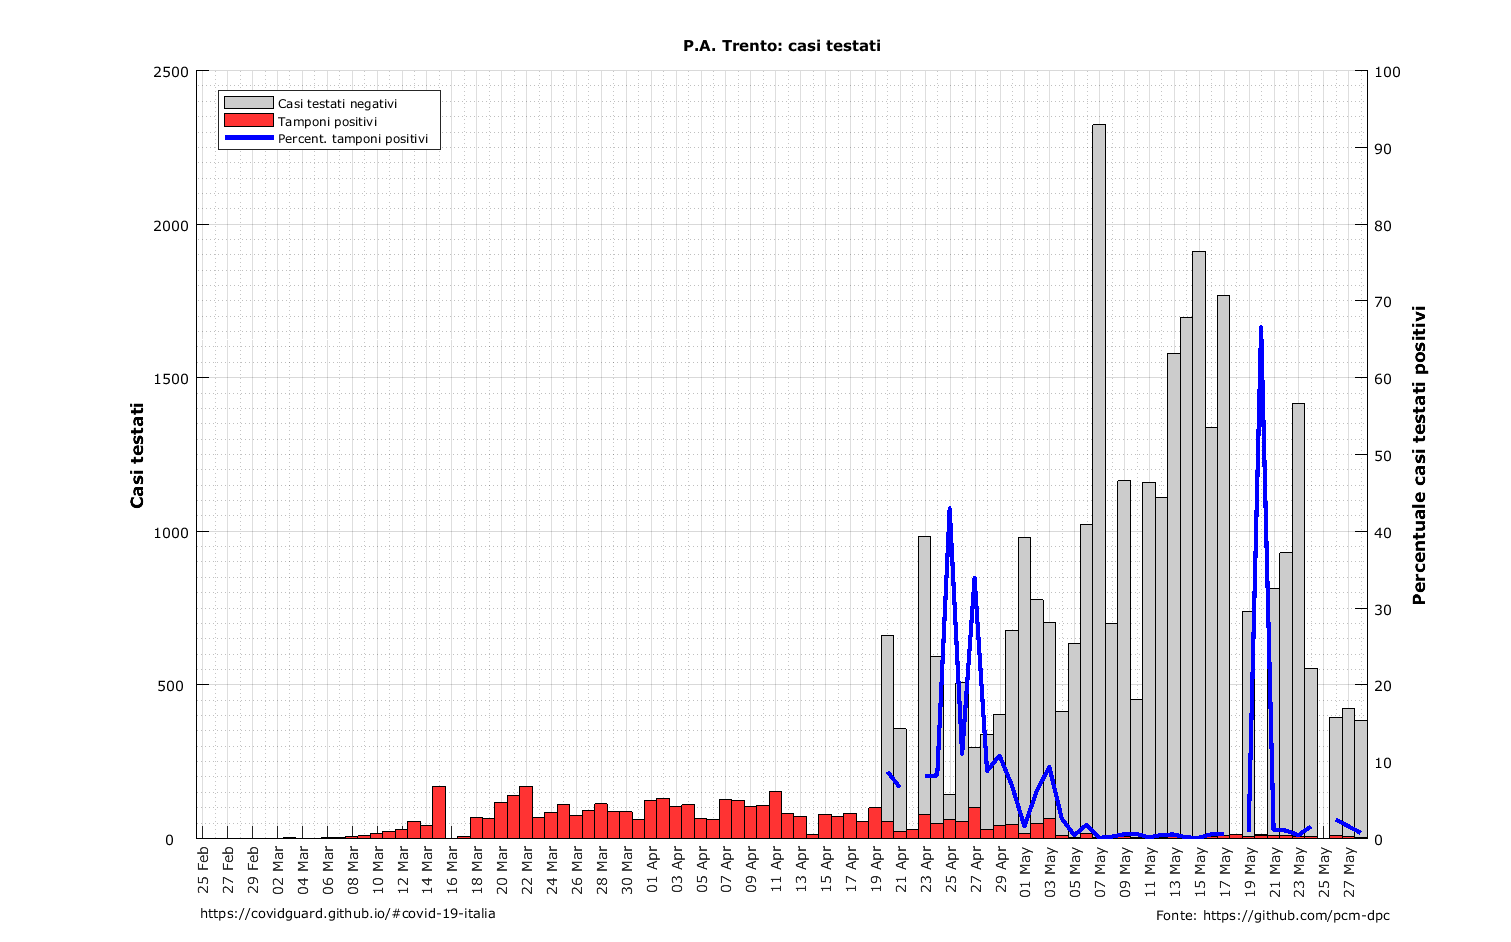 P.A. Trento: casi testati
2500
2000
1500
1000
500
0
Casi testati
Casi testati negativi
Tamponi positivi
Percent. tamponi positivi
100
90
80
70
60
50
40
30
20
10
0
Percentuale casi testati positivi
25 Feb
27 Feb
29 Feb
02 Mar
04 Mar
06 Mar
08 Mar
10 Mar
12 Mar
14 Mar
16 Mar
18 Mar
20 Mar
22 Mar
24 Mar
26 Mar
28 Mar
30 Mar
01 Apr
03 Apr
05 Apr
07 Apr
09 Apr
11 Apr
13 Apr
15 Apr
17 Apr
19 Apr
21 Apr
23 Apr
25 Apr
27 Apr
29 Apr
01 May
03 May
05 May
07 May
09 May
11 May
13 May
15 May
17 May
19 May
21 May
23 May
25 May
27 May
https://covidguard.github.io/#covid-19-italia
Fonte: https://github.com/pcm-dpc